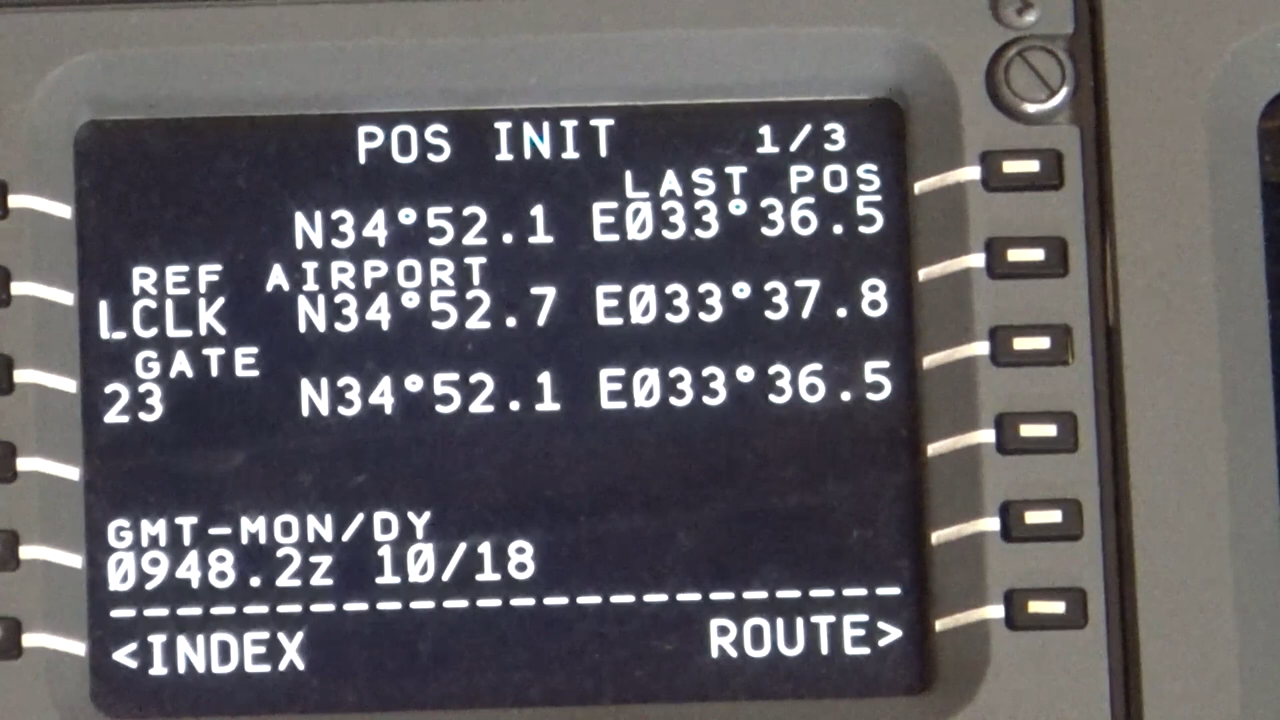 POS INIT 1/3
LAST POS
N34°52.1 E033°36.5
REF AIRPORT
LCLK N34°52.7 E033°37.8
GATE
23 N34°52.1 E033°36.5
GMT-MON/DY
0948.2z 10/18
------------------------
<INDEX ROUTE>